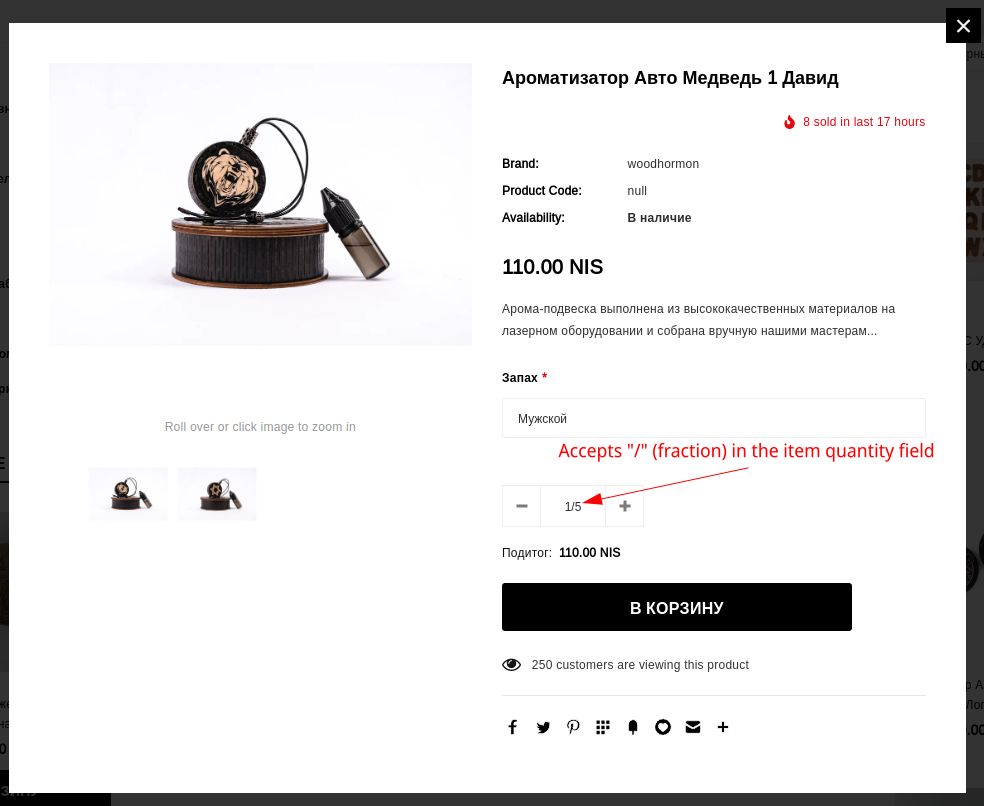 Ароматизатор Авто Медведь 1 Давид
8 sold in last 17 hours
Brand: woodhormon
Product Code: null
Availability: В наличие
110.00 NIS
Арома-подвеска выполнена из высококачественных материалов на
лазерном оборудовании и собрана вручную нашими мастерам...
Запах *
Мужской
Accepts "/" (fraction) in the item quantity field
1/5
Подитог: 110.00 NIS
В КОРЗИНУ
250 customers are viewing this product
Roll over or click image to zoom in